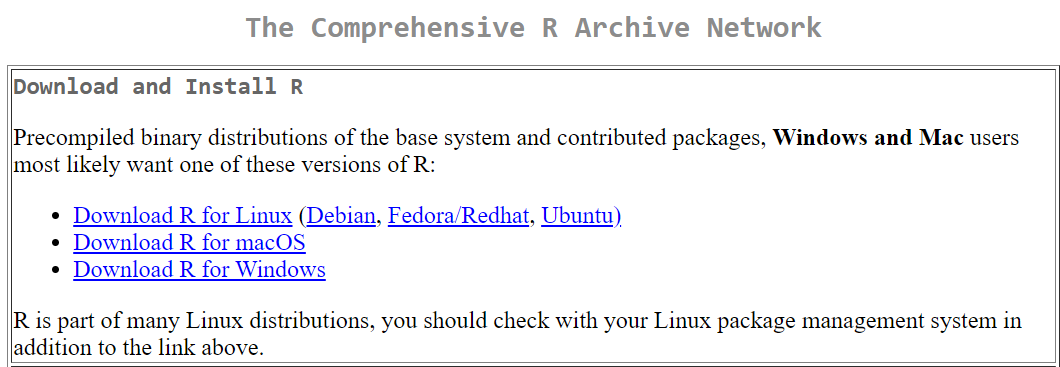 The Comprehensive R Archive Network
Download and Install R
Precompiled binary distributions of the base system and contributed packages, Windows and Mac users
most likely want one of these versions of R:
• Download R for Linux (Debian, Fedora/Redhat, Ubuntu)
• Download R for macOS
• Download R for Windows
R is part of many Linux distributions, you should check with your Linux package management system in
addition to the link above.